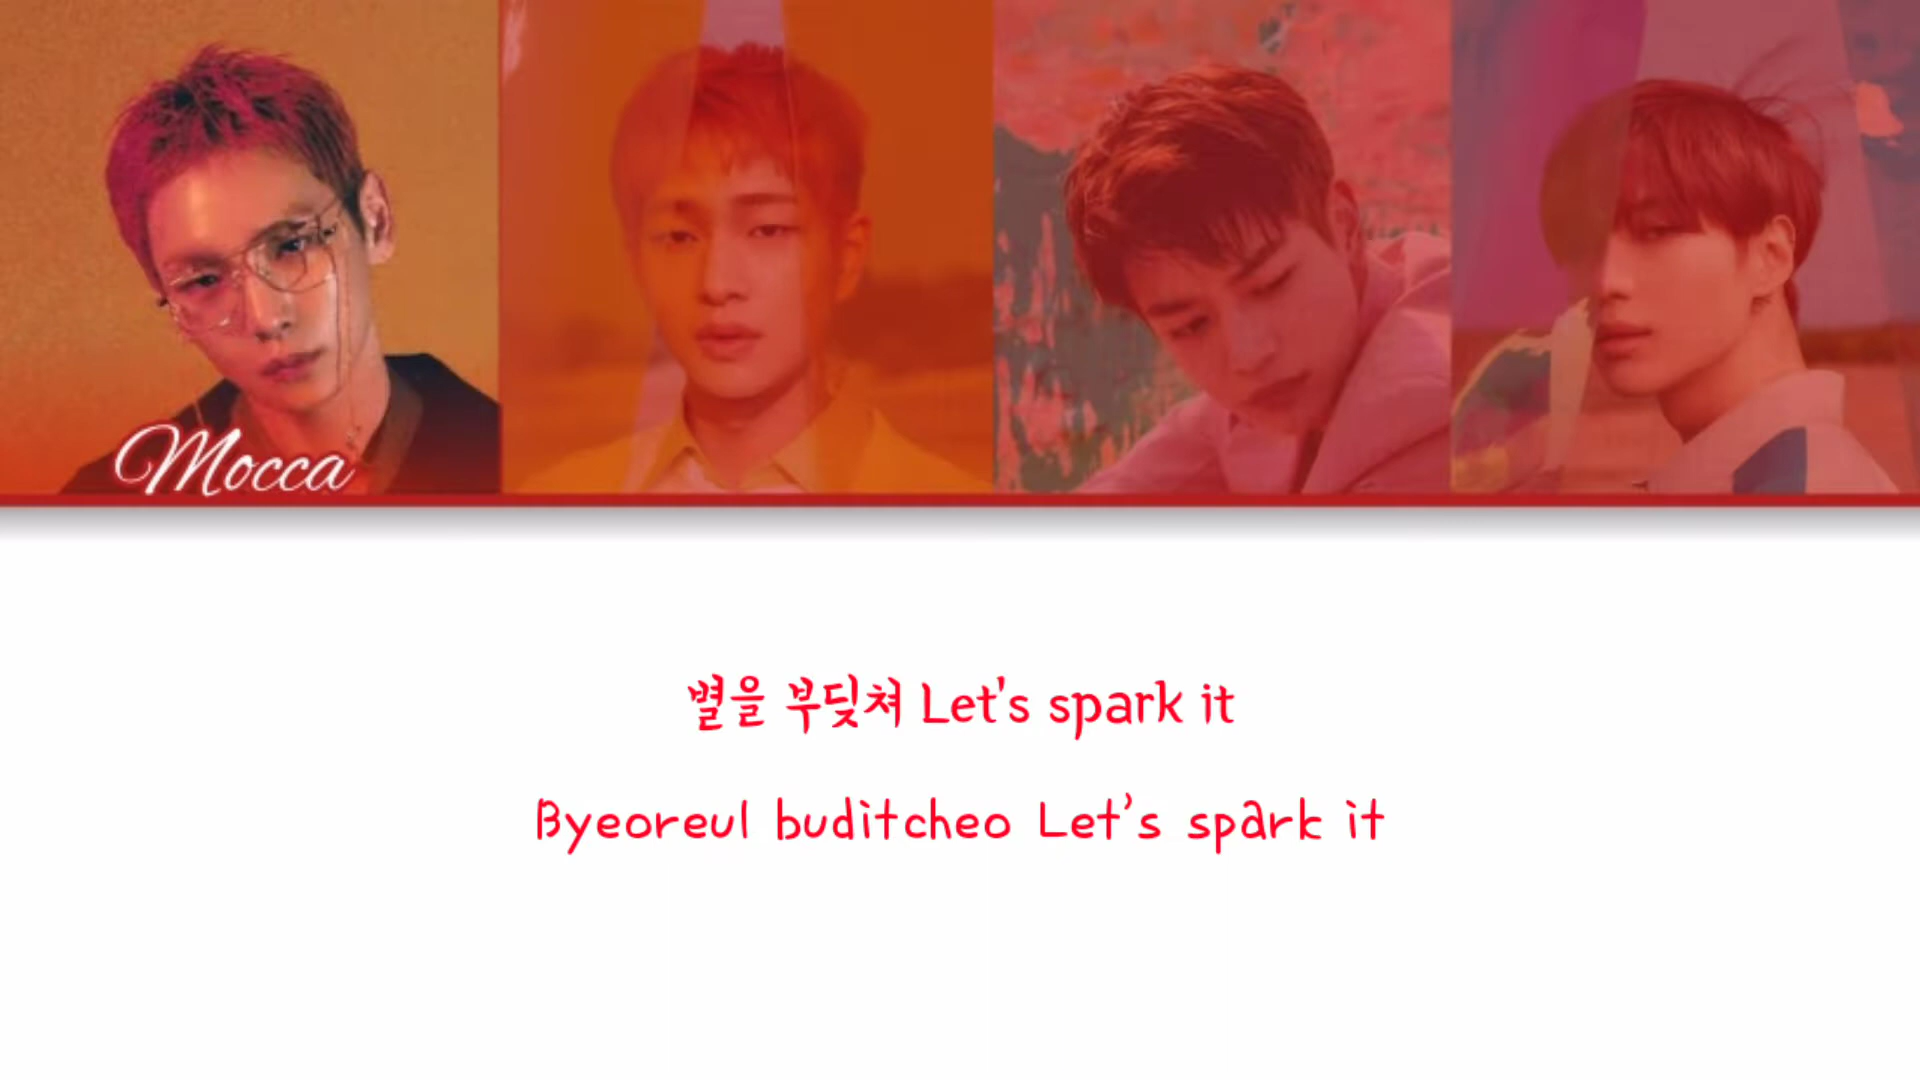 Mocca
별을 부딪쳐 Let's spark it
Byeoreul buditcheo Let's spark it